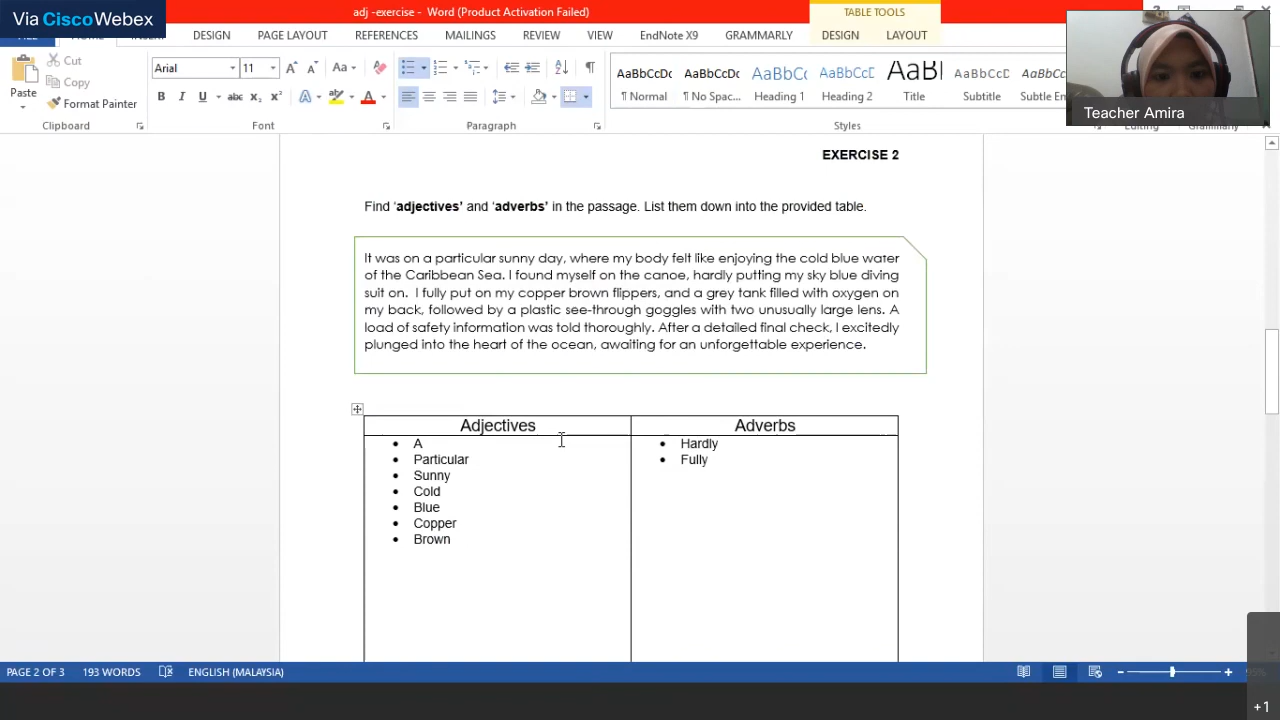 Via Cisco Webex
adj -exercise - Word (Product Activation Failed)
TABLE TOOLS
DESIGN
PAGE LAYOUT
REFERENCES
MAILINGS
REVIEW
VIEW
EndNote X9
GRAMMARLY
DESIGN
LAYOUT
Paste
Cut
Copy
Format Painter
Clipboard
Arial
11
Font
Paragraph
AaBbCcDc
¶ Normal
AaBbCcDc
¶ No Spac...
AaBbCc
Heading 1
AaBbCcD
Heading 2
Title
AaBbCcD
Subtitle
Subtle Em
Styles
Teacher Amira
EXERCISE 2
Find ‘adjectives’ and ‘adverbs’ in the passage. List them down into the provided table.
It was on a particular sunny day, where my body felt like enjoying the cold blue water
of the Caribbean Sea. I found myself on the canoe, hardly putting my sky blue diving
suit on. I fully put on my copper brown flippers, and a grey tank filled with oxygen on
my back, followed by a plastic see-through goggles with two unusually large lens. A
load of safety information was told thoroughly. After a detailed final check, I excitedly
plunged into the heart of the ocean, awaiting for an unforgettable experience.
Adjectives
• A
• Particular
• Sunny
• Cold
• Blue
• Copper
• Brown
Adverbs
• Hardly
• Fully
PAGE 2 OF 3
193 WORDS
ENGLISH (MALAYSIA)
+1